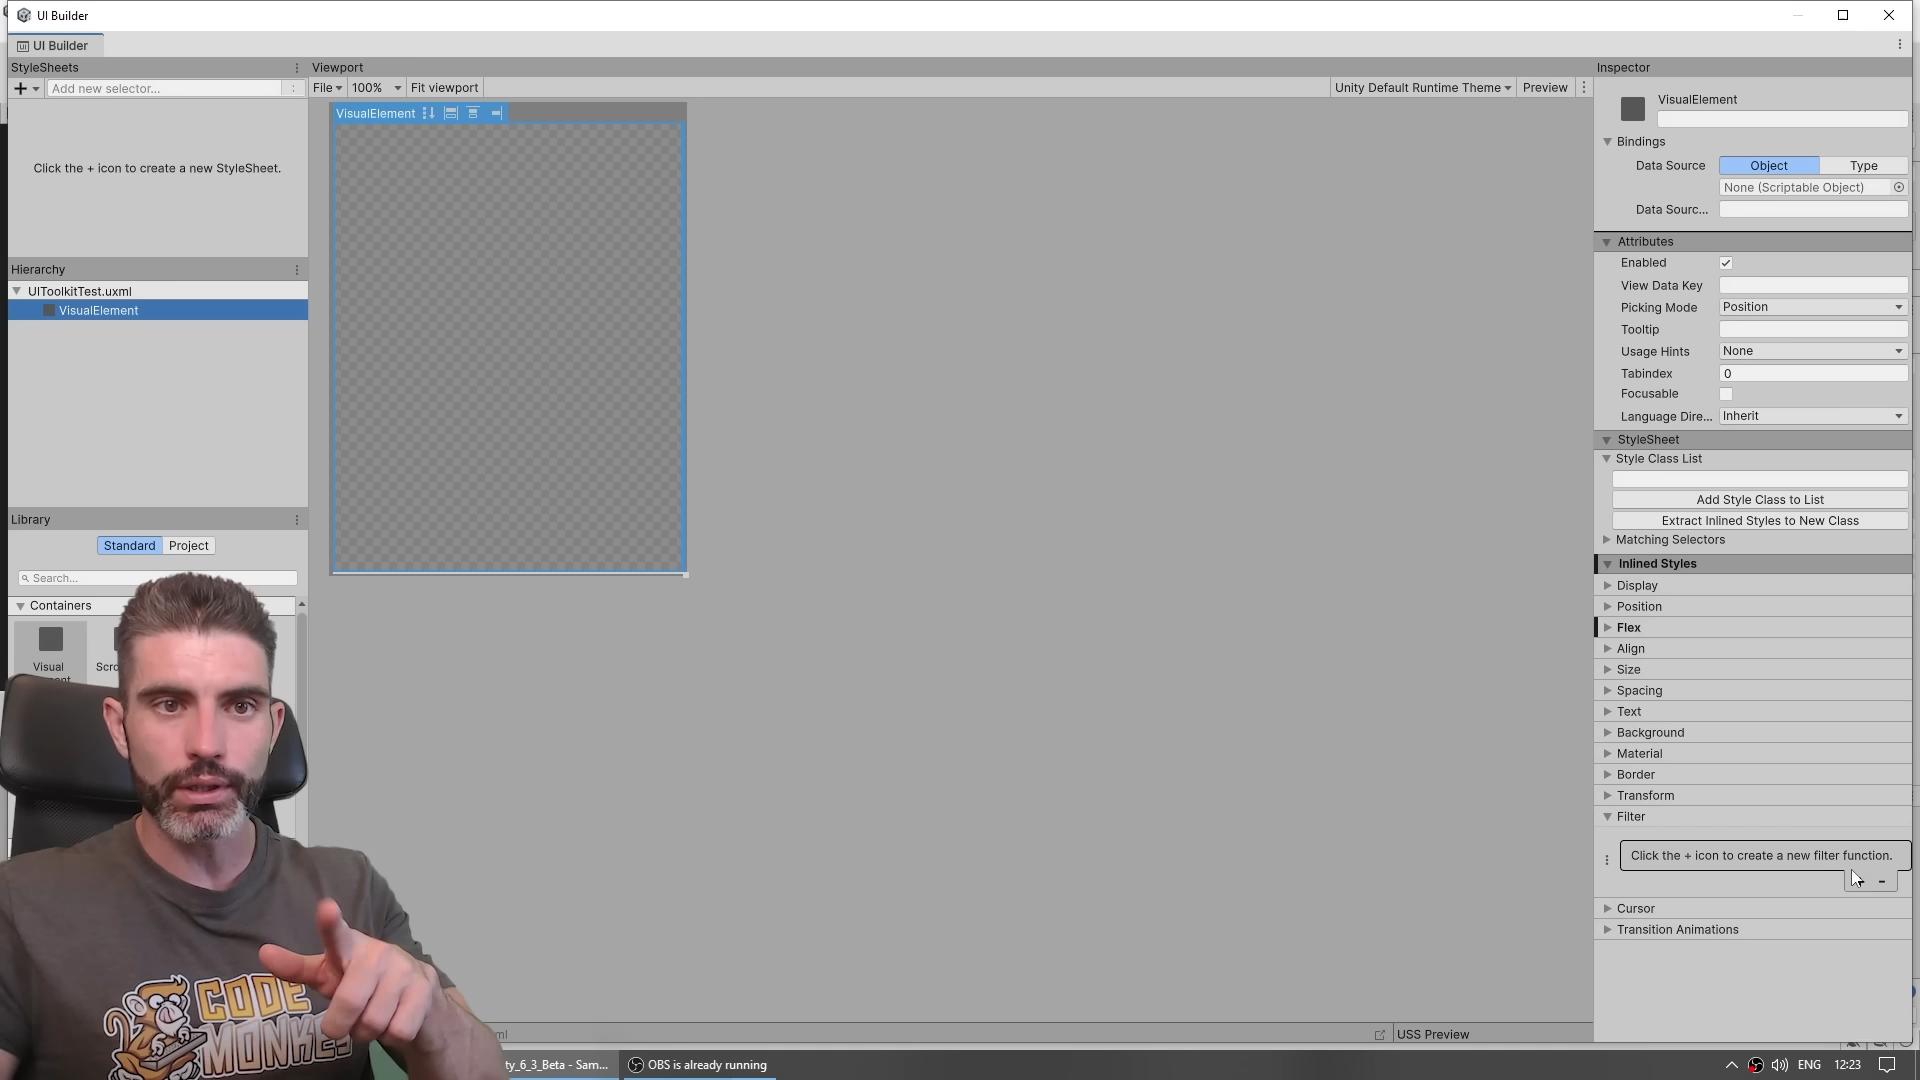 UI Builder
UI Builder
StyleSheets
Add new selector...
Click the + icon to create a new StyleSheet.
Hierarchy
UIToolkitTest.uxml
VisualElement
Library
Standard
Project
Search...
Containers
Visual
Scro
Viewport
File
100%
Fit viewport
Unity Default Runtime Theme
Preview
VisualElement
Inspector
VisualElement
Bindings
Data Source
Object
Type
None (Scriptable Object)
Data Sourc...
Attributes
Enabled
View Data Key
Picking Mode
Position
Tooltip
Usage Hints
None
Tabindex
0
Focusable
Language Dire...
Inherit
StyleSheet
Style Class List
Add Style Class to List
Extract Inlined Styles to New Class
Matching Selectors
Inlined Styles
Display
Position
Flex
Align
Size
Spacing
Text
Background
Material
Border
Transform
Filter
Click the + icon to create a new filter function.
Cursor
Transition Animations
USS Preview
CODE
MONKE
ty_6_3_Beta - Sam...
OBS is already running
ENG
12:23